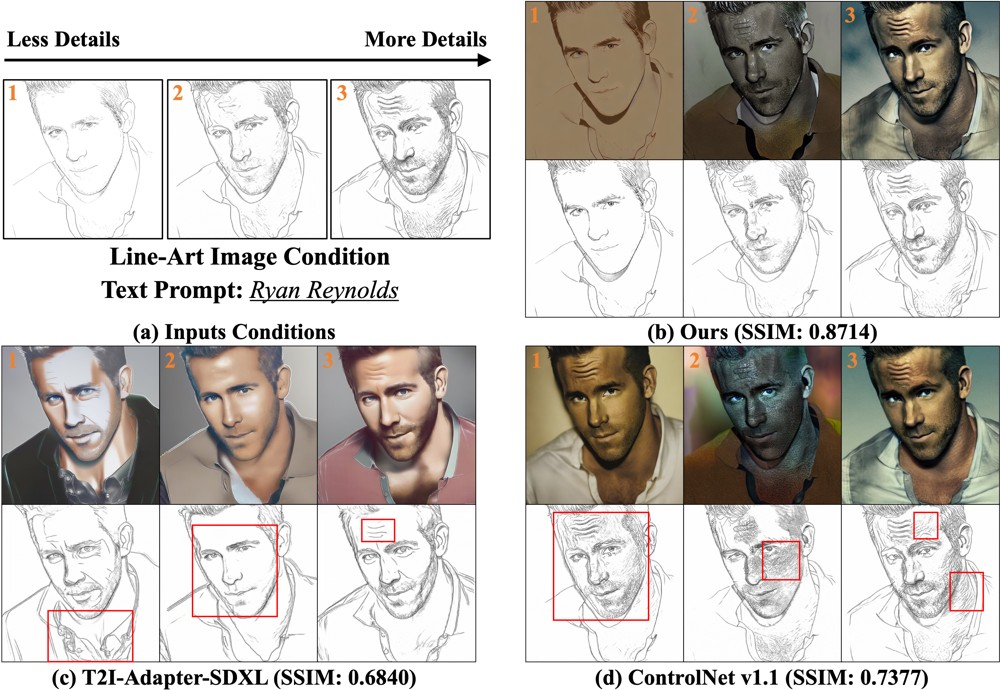 Less Details
More Details
1
2
3
Line-Art Image Condition
Text Prompt: Ryan Reynolds
(a) Inputs Conditions
1
2
3
(b) Ours (SSIM: 0.8714)
1
2
3
(c) T2I-Adapter-SDXL (SSIM: 0.6840)
1
2
3
(d) ControlNet v1.1 (SSIM: 0.7377)